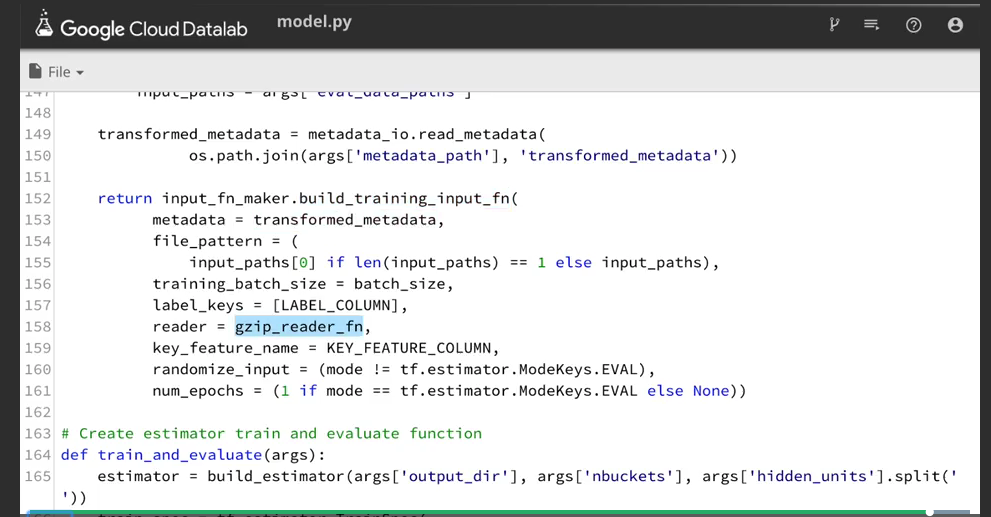 Google Cloud Datalab model.py
File
147 input_paths = args['eval_data_paths']
148
149 transformed_metadata = metadata_io.read_metadata(
150 os.path.join(args['metadata_path'], 'transformed_metadata'))
151
152 return input_fn_maker.build_training_input_fn(
153 metadata = transformed_metadata,
154 file_pattern = (
155 input_paths[0] if len(input_paths) == 1 else input_paths),
156 training_batch_size = batch_size,
157 label_keys = [LABEL_COLUMN],
158 reader = gzip_reader_fn,
159 key_feature_name = KEY_FEATURE_COLUMN,
160 randomize_input = (mode != tf.estimator.ModeKeys.EVAL),
161 num_epochs = (1 if mode == tf.estimator.ModeKeys.EVAL else None))
162
163 # Create estimator train and evaluate function
164 def train_and_evaluate(args):
165 estimator = build_estimator(args['output_dir'], args['nbuckets'], args['hidden_units'].split('
'))
train_spec = tf.estimator.TrainSpec(